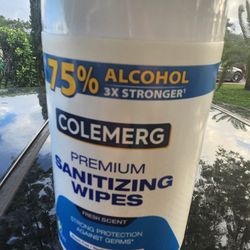 75% ALCOHOL
3X STRONGER†
COLEMERG
PREMIUM
SANITIZING
WIPES
FRESH SCENT
STRONG PROTECTION
AGAINST GERMS*